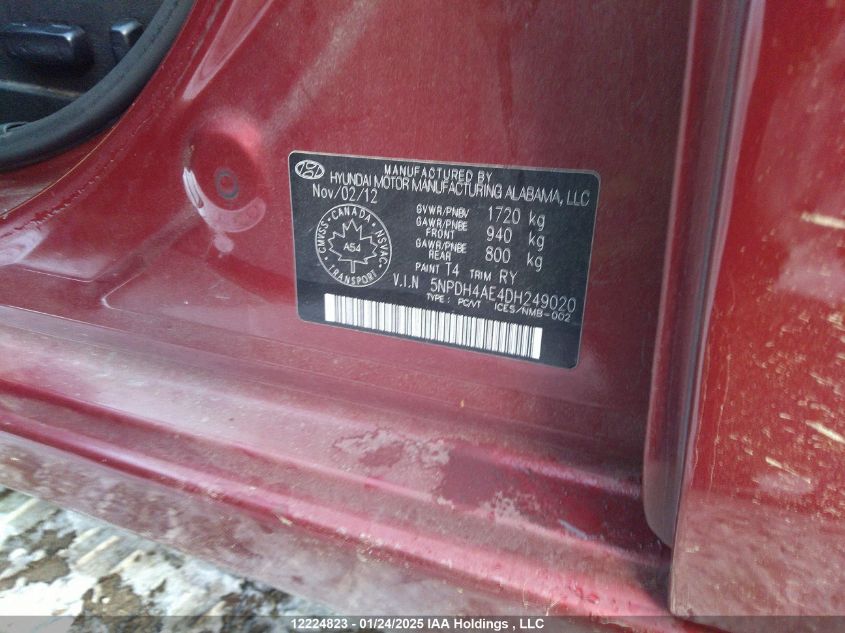 MANUFACTURED BY
HYUNDAI MOTOR MANUFACTURING ALABAMA, LLC
Nov/02/12
GVWR/PNBV 1720 kg
GAWR/PNBE FRONT 940 kg
GAWR/PNBE REAR 800 kg
PAINT T4 TRIM RY
V.I.N 5NPDH4AE4DH249020
TYPE : PC/VT ICES/NMB-002
CMVSS • CANADA • NSVAC
A54
TRANSPORT
12224823 - 01/24/2025 IAA Holdings , LLC